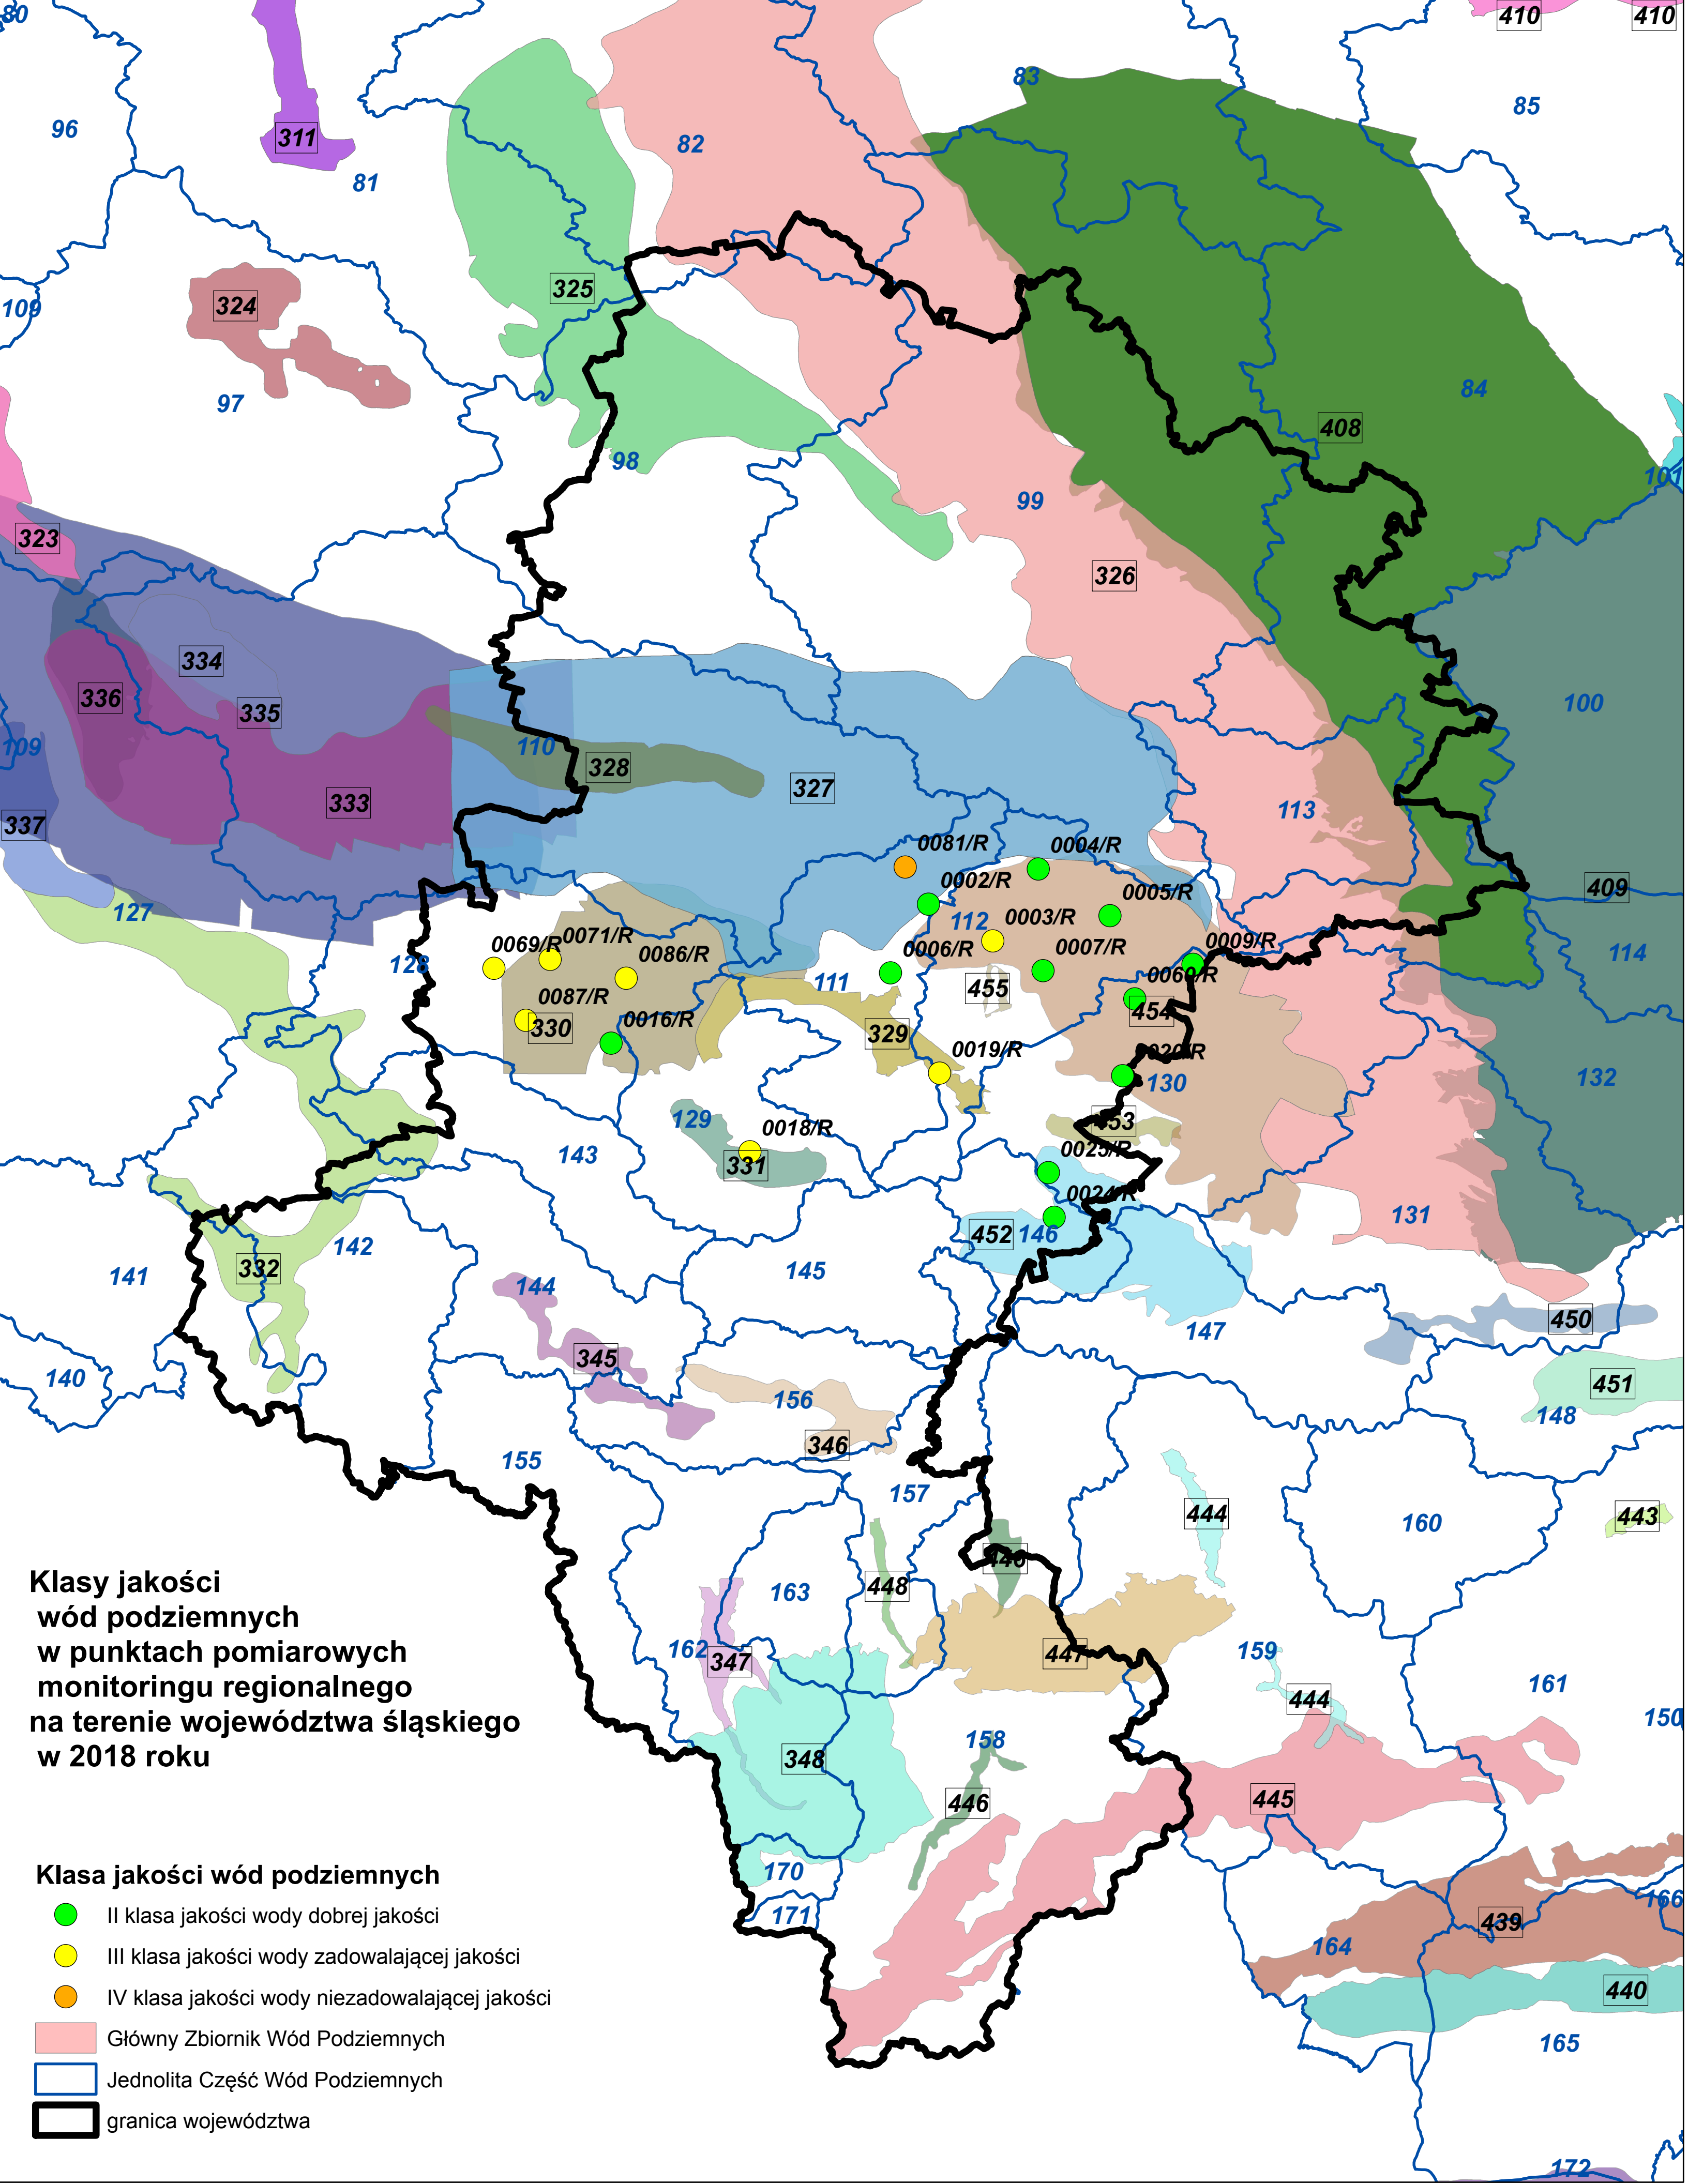 80
410
410
83
96
85
82
311
81
325
324
109
97
84
408
98
101
99
323
326
334
336
335
100
109
110
328
327
333
113
337
0081/R
0004/R
0002/R
0005/R
409
127
112
0003/R
0069/R
0071/R
0086/R
0006/R
0007/R
0009/R
114
128
111
455
0060/R
0087/R
454
330
0016/R
329
0019/R
020/R
132
130
129
0018/R
453
143
331
0025/R
0024/R
131
452
146
142
141
332
145
144
147
450
345
140
156
451
148
346
155
157
444
443
160
446
Klasy jakości
wód podziemnych
w punktach pomiarowych
monitoringu regionalnego
na terenie województwa śląskiego
w 2018 roku
163
448
162
347
447
159
161
444
150
158
348
446
445
170
171
166
439
164
440
165
172
Klasa jakości wód podziemnych
II klasa jakości wody dobrej jakości
III klasa jakości wody zadowalającej jakości
IV klasa jakości wody niezadowalającej jakości
Główny Zbiornik Wód Podziemnych
Jednolita Część Wód Podziemnych
granica województwa